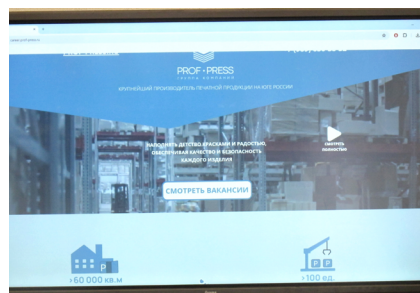 PROF-PRESS
ГРУППА КОМПАНИЙ
КРУПНЕЙШИЙ ПРОИЗВОДИТЕЛЬ ПЕЧАТНОЙ ПРОДУКЦИИ НА ЮГЕ РОССИИ
НАПОЛНЯТЬ ДЕТСТВО КРАСКАМИ И РАДОСТЬЮ,
ОБЕСПЕЧИВАЯ КАЧЕСТВО И БЕЗОПАСНОСТЬ
КАЖДОГО ИЗДЕЛИЯ
СМОТРЕТЬ
ПОЛНОСТЬЮ
СМОТРЕТЬ ВАКАНСИИ
>60 000 кв.м
>100 ед.